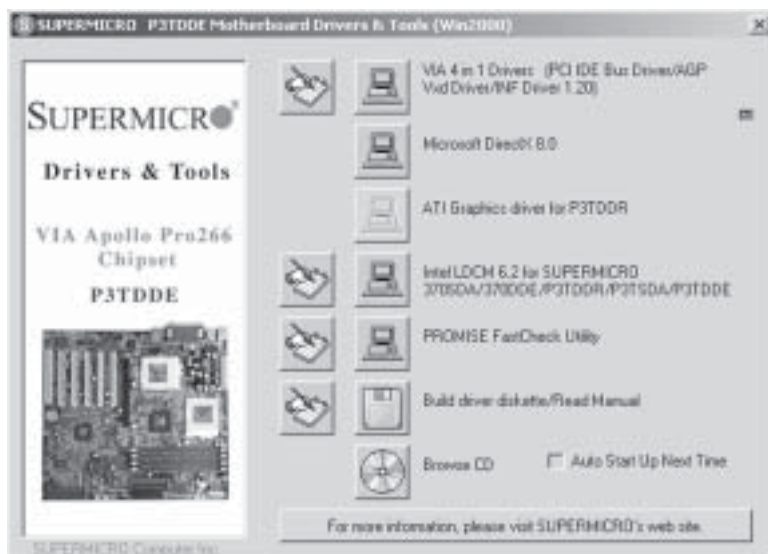 SUPERMICRO P3TDDE Motherboard Drivers & Tools (Win2000)
SUPERMICRO
Drivers & Tools
VIA Apollo Pro266
Chipset
P3TDDE
SUPERMICRO Computer Inc.
VIA 4 in 1 Drivers (PCI IDE Bus Driver/AGP
Vxd Driver/INF Driver 1.20)
Microsoft DirectX 8.0
ATI Graphics driver for P3TDDR
Intel LDCM 6.2 for SUPERMICRO
370SDA/370DDE/P3TDDR/P3TSDA/P3TDDE
PROMISE FastCheck Utility
Build driver diskette/Read Manual
Browse CD
Auto Start Up Next Time
For more information, please visit SUPERMICRO's web site.